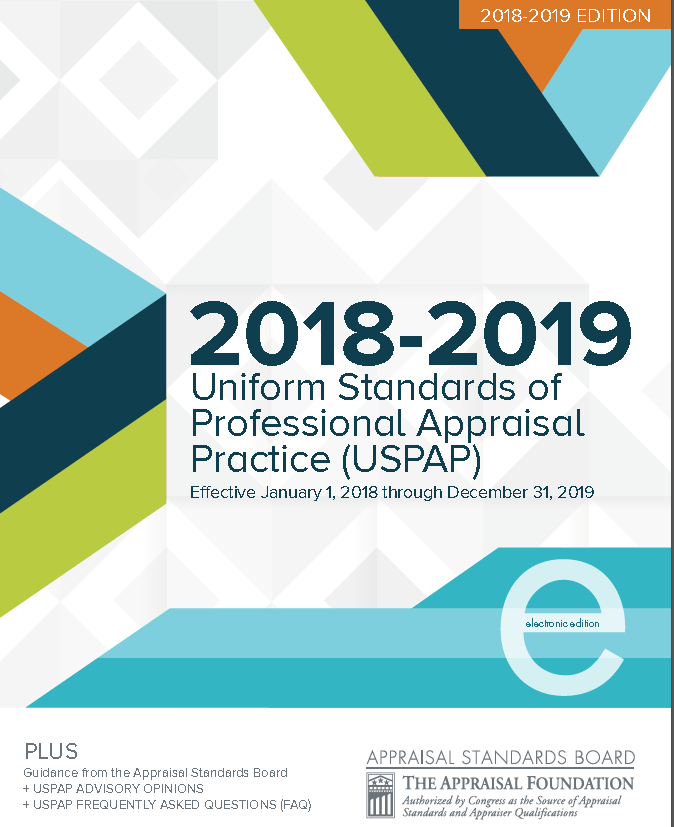 2018-2019 EDITION
2018-2019
Uniform Standards of
Professional Appraisal
Practice (USPAP)
Effective January 1, 2018 through December 31, 2019
e
electronic edition
PLUS
Guidance from the Appraisal Standards Board
+ USPAP ADVISORY OPINIONS
+ USPAP FREQUENTLY ASKED QUESTIONS (FAQ)
APPRAISAL STANDARDS BOARD
THE APPRAISAL FOUNDATION
Authorized by Congress as the Source of Appraisal
Standards and Appraiser Qualifications